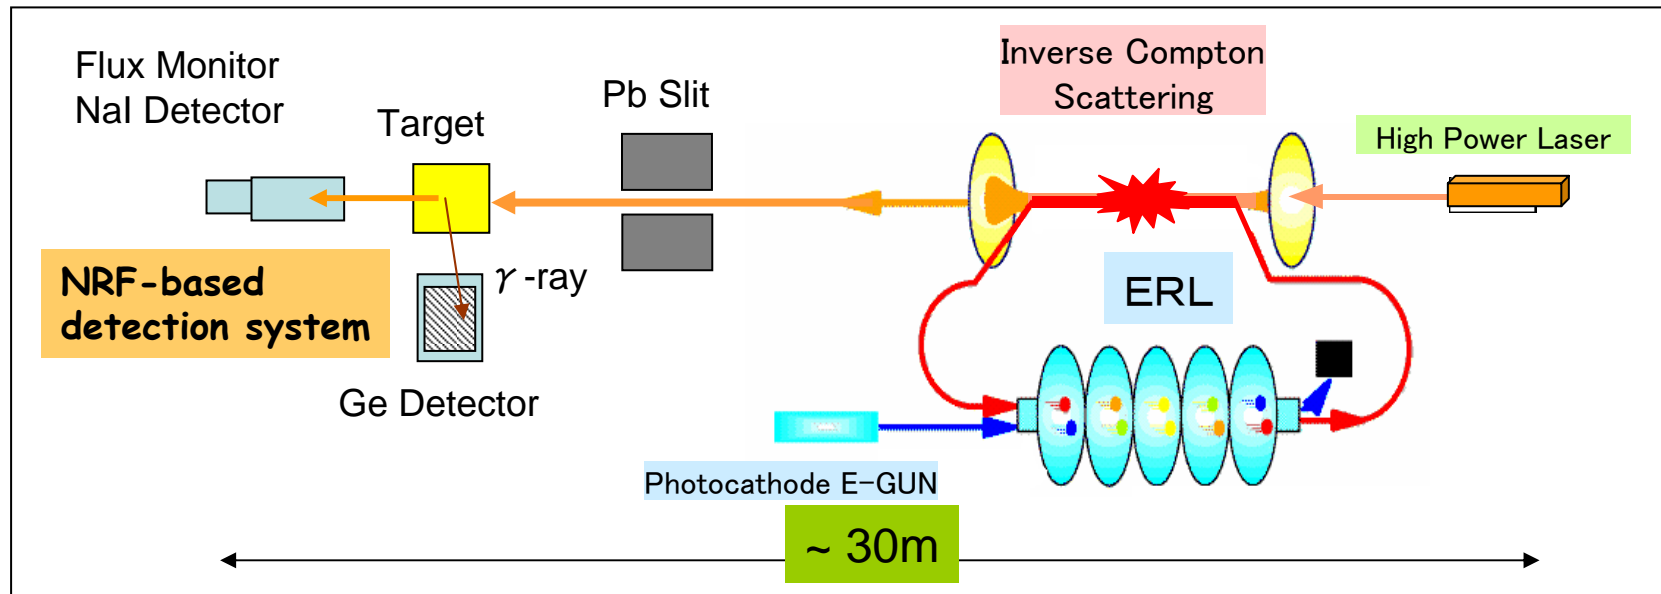 Flux Monitor
NaI Detector
Target
Pb Slit
Inverse Compton
Scattering
High Power Laser
NRF-based
detection system
γ-ray
ERL
Ge Detector
Photocathode E-GUN
~ 30m